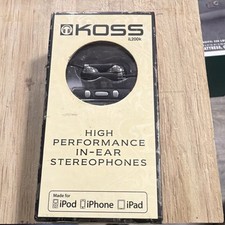 KOSS
HIGH
PERFORMANCE
IN-EAR
STEREOPHONES
Made for
iPod
iPhone
iPad